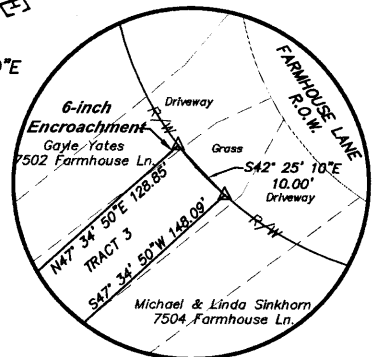 "E
FARMHOUSE LANE
R.O.W.
Driveway
R/W
6-inch
Encroachment
Gayle Yates
7502 Farmhouse Ln.
Grass
S42° 25' 10"E
10.00'
Driveway
R/W
N47° 34' 50"E 128.85'
TRACT 3
S47° 34' 50"W 148.09'
Michael & Linda Sinkhorn
7504 Farmhouse Ln.